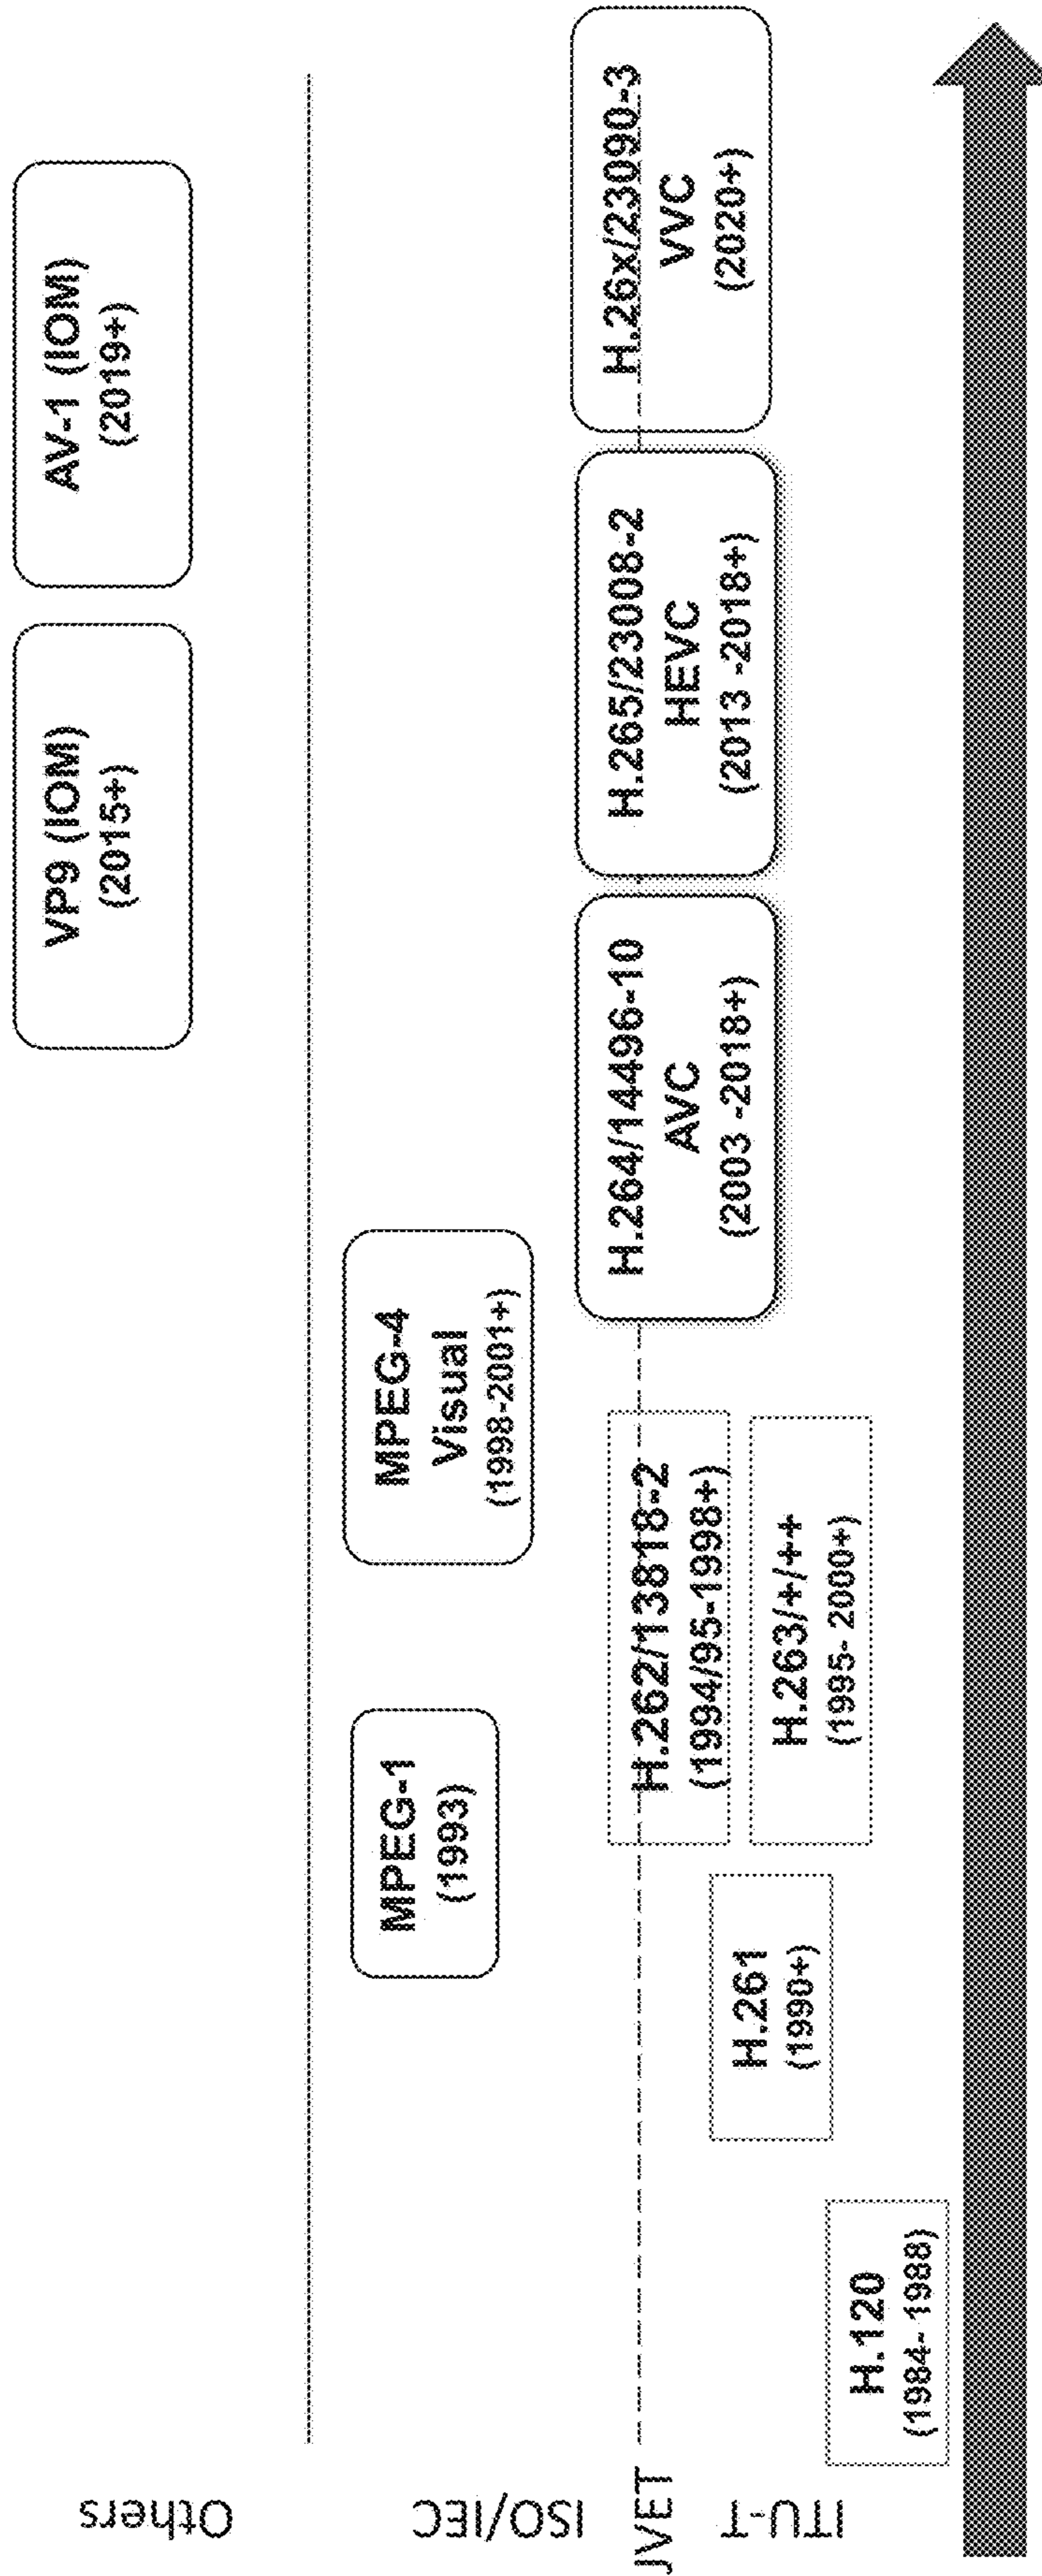 Others
VP9 (IOM)
(2015+)
AV-1 (IOM)
(2019+)
ISO/IEC
MPEG-1
(1993)
MPEG-4
Visual
(1998-2001+)
JVET
H.262/13818-2
(1994/95-1998+)
H.264/14496-10
AVC
(2003 -2018+)
H.265/23008-2
HEVC
(2013 -2018+)
H.26x/23090-3
VVC
(2020+)
ITU-T
H.120
(1984- 1988)
H.261
(1990+)
H.263/+/++
(1995- 2000+)